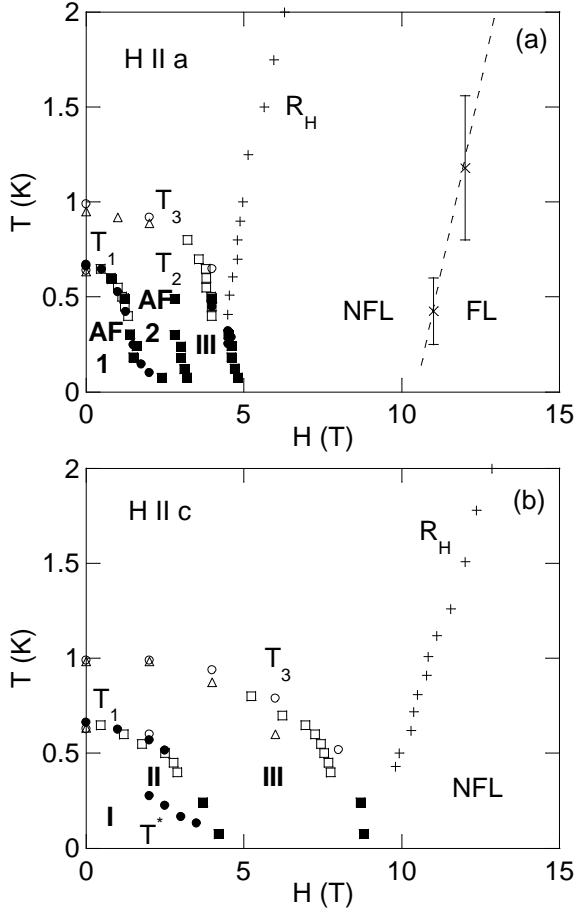 (a)
H II a
R_H
T_3
T_1
T_2
AF
2
AF
1
III
NFL
FL
2
1.5
1
0.5
0
T (K)
0
5
10
15
H (T)
(b)
H II c
R_H
T_3
T_1
II
III
I
T*
NFL
2
1.5
1
0.5
0
T (K)
0
5
10
15
H (T)